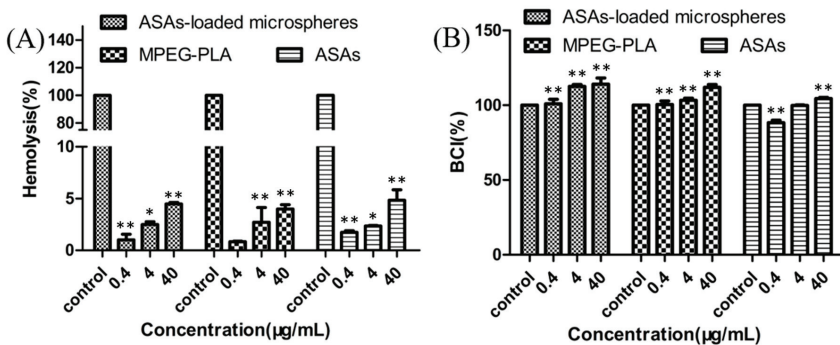 (A)
ASAs-loaded microspheres
MPEG-PLA
ASAs
Hemolysis(%)
140
120
100
80
10
5
0
** * **
** **
** * **
control 0.4 4 40 control 0.4 4 40 control 0.4 4 40
Concentration(μg/mL)
(B)
ASAs-loaded microspheres
MPEG-PLA
ASAs
BCI(%)
150
100
50
0
** ** **
** ** **
** **
control 0.4 4 40 control 0.4 4 40 control 0.4 4 40
Concentration(μg/mL)